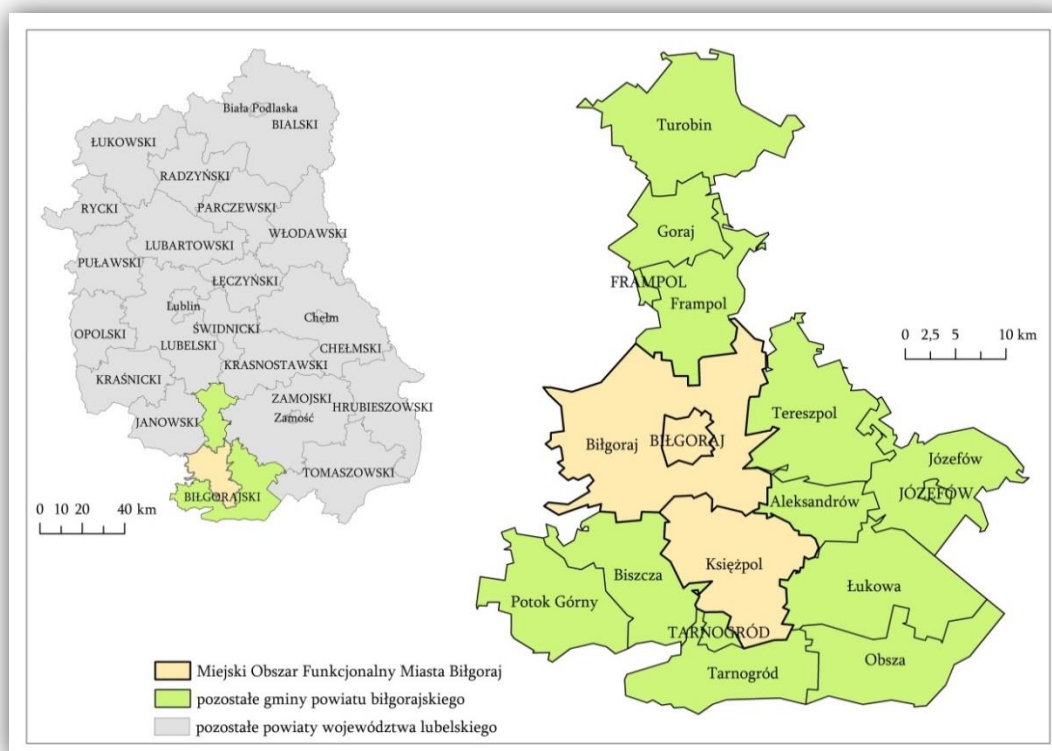 Biała Podlaska
BIALSKI
ŁUKOWSKI
RADZYŃSKI
RYCKI
PARCZEWSKI
WŁODAWSKI
LUBARTOWSKI
PUŁAWSKI
ŁĘCZYŃSKI
Lublin
Chełm
OPOLSKI
ŚWIDNICKI
LUBELSKI
CHEŁMSKI
KRASNOSTAWSKI
KRAŚNICKI
ZAMOJSKI
HRUBIESZOWSKI
JANOWSKI
Zamość
TOMASZOWSKI
BIŁGORAJSKI
0 10 20 40 km
Turobin
Goraj
FRAMPOL
Frampol
0 2,5 5 10 km
Tereszpol
Biłgoraj
BIŁGORAJ
Józefów
JÓZEFÓW
Aleksandrów
Księżpol
Biszcza
Łukowa
Potok Górny
TARNOGRÓD
Obsza
Tarnogród
Miejski Obszar Funkcjonalny Miasta Biłgoraj
pozostałe gminy powiatu biłgorajskiego
pozostałe powiaty województwa lubelskiego